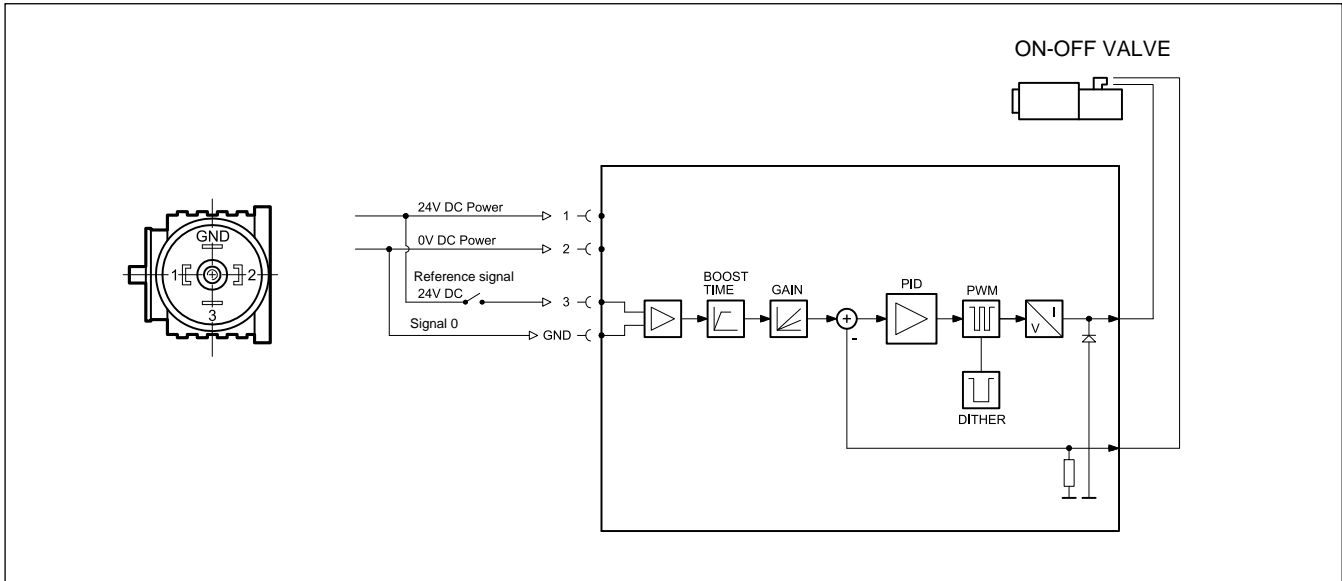 ON-OFF VALVE
GND
1
2
3
24V DC Power
1
0V DC Power
2
Reference signal
24V DC
3
Signal 0
GND
BOOST
TIME
GAIN
+
-
PID
PWM
V
I
DITHER